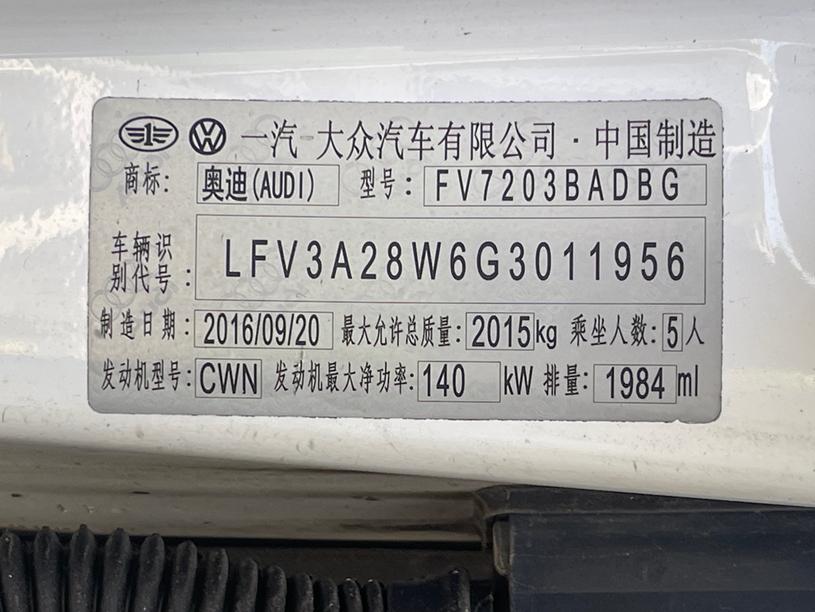 一汽-大众汽车有限公司·中国制造
商标: 奥迪(AUDI) 型号: FV7203BADBG
车辆识别代号: LFV3A28W6G3011956
制造日期: 2016/09/20 最大允许总质量: 2015kg 乘坐人数: 5人
发动机型号: CWN 发动机最大净功率: 140 kW 排量: 1984 ml